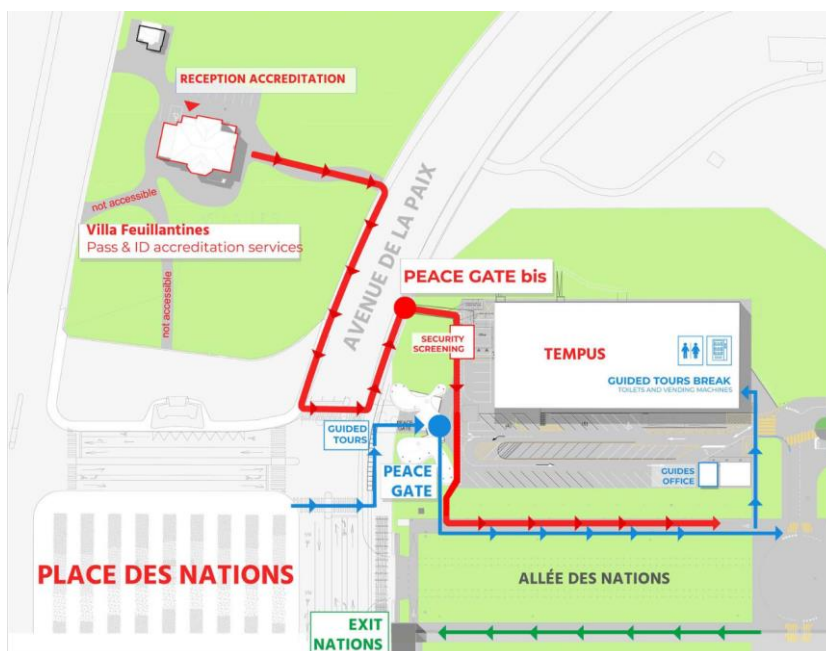 RECEPTION ACCREDITATION
not accessible
Villa Feuillantines
Pass & ID accreditation services
not accessible
AVENUE DE LA PAIX
PEACE GATE bis
SECURITY
SCREENING
TEMPUS
GUIDED TOURS BREAK
TOILETS AND VENDING MACHINES
GUIDED
TOURS
PEACE
GATE
PEACE
GATE
GUIDES
OFFICE
PLACE DES NATIONS
ALLÉE DES NATIONS
EXIT
NATIONS